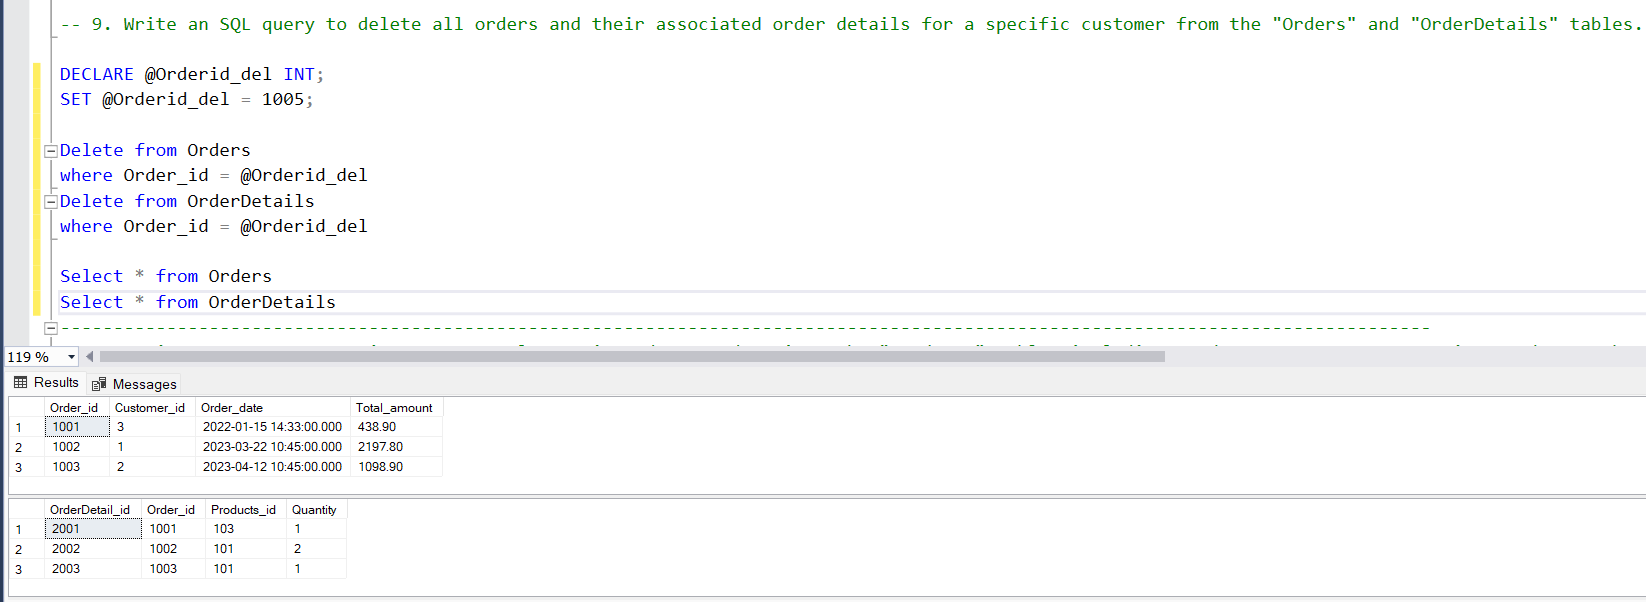 -- 9. Write an SQL query to delete all orders and their associated order details for a specific customer from the "Orders" and "OrderDetails" tables.
DECLARE @Orderid_del INT;
SET @Orderid_del = 1005;
Delete from Orders
where Order_id = @Orderid_del
Delete from OrderDetails
where Order_id = @Orderid_del
Select * from Orders
Select * from OrderDetails
119 %
Results Messages
Order_id Customer_id Order_date Total_amount
1 1001 3 2022-01-15 14:33:00.000 438.90
2 1002 1 2023-03-22 10:45:00.000 2197.80
3 1003 2 2023-04-12 10:45:00.000 1098.90
OrderDetail_id Order_id Products_id Quantity
1 2001 1001 103 1
2 2002 1002 101 2
3 2003 1003 101 1